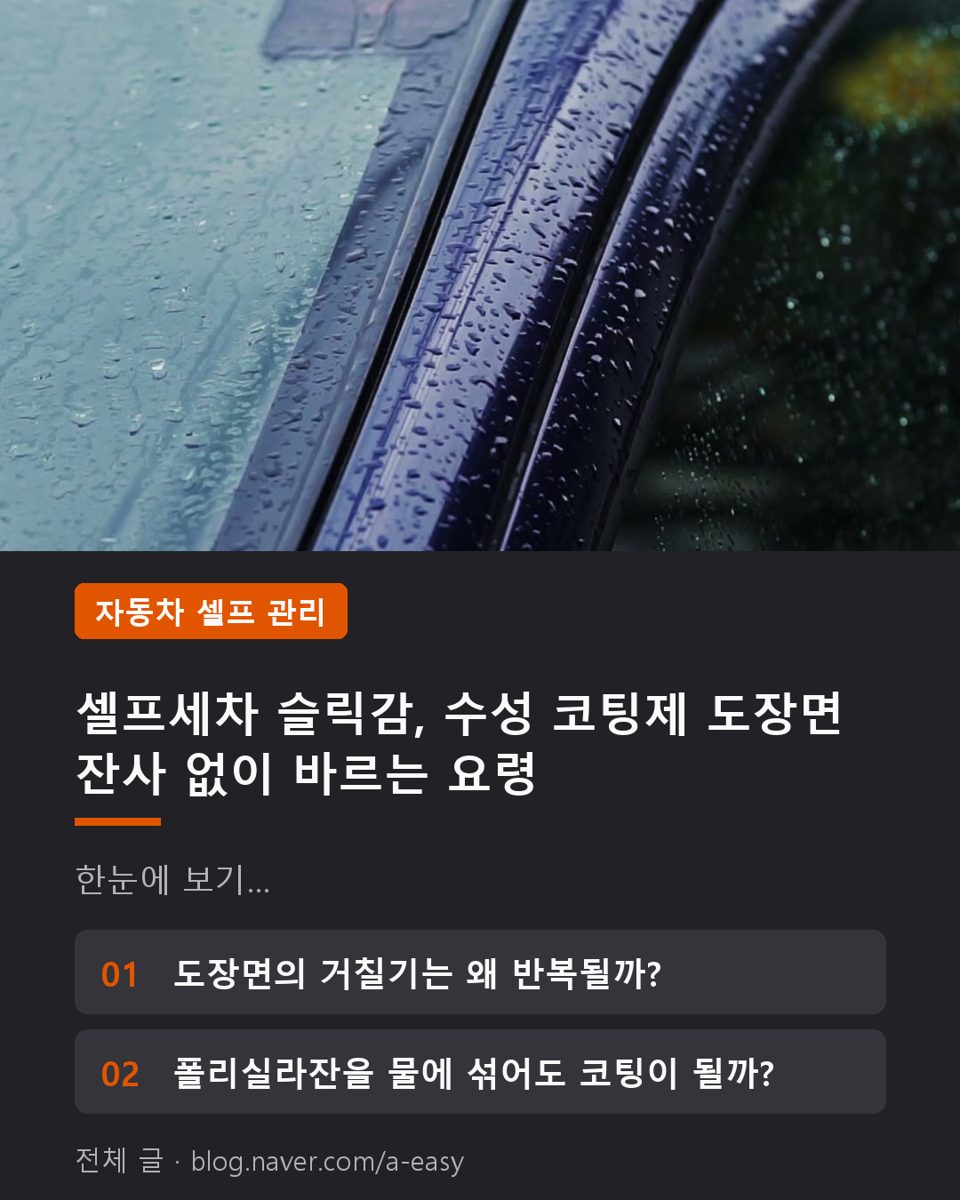 자동차 셀프 관리
셀프세차 슬릭감, 수성 코팅제 도장면
잔사 없이 바르는 요령
한눈에 보기...
01 도장면의 거칠기는 왜 반복될까?
02 폴리실라잔을 물에 섞어도 코팅이 될까?
전체 글 · blog.naver.com/a-easy